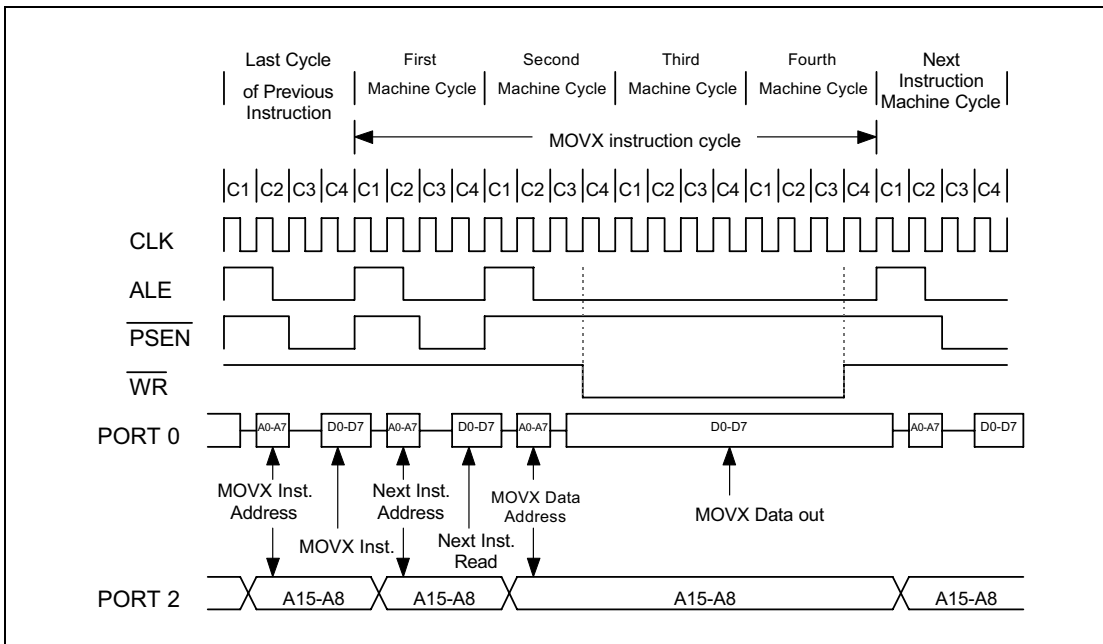 Last Cycle
of Previous
Instruction
First
Machine Cycle
Second
Machine Cycle
Third
Machine Cycle
Fourth
Machine Cycle
Next
Instruction
Machine Cycle
MOVX instruction cycle
C1 C2 C3 C4 C1 C2 C3 C4 C1 C2 C3 C4 C1 C2 C3 C4 C1 C2 C3 C4 C1 C2 C3 C4
CLK
ALE
PSEN
WR
PORT 0
A0-A7 D0-D7 A0-A7 D0-D7 A0-A7 D0-D7 A0-A7 D0-D7
MOVX Inst.
Address
MOVX Inst.
Next Inst.
Address
Next Inst.
Read
MOVX Data
Address
MOVX Data out
PORT 2
A15-A8 A15-A8 A15-A8 A15-A8